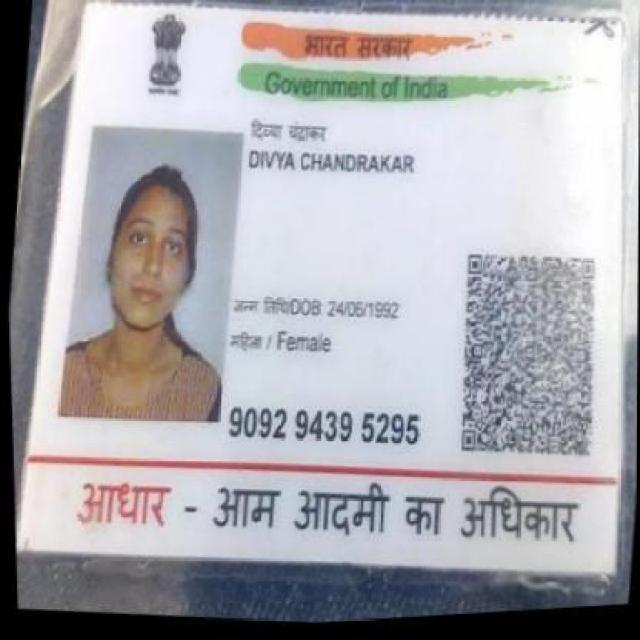 भारत सरकार
Government of India
दिव्या चंद्राकर
DIVYA CHANDRAKAR
जन्म तिथि/DOB: 24/06/1992
महिला / Female
9092 9439 5295
आधार - आम आदमी का अधिकार